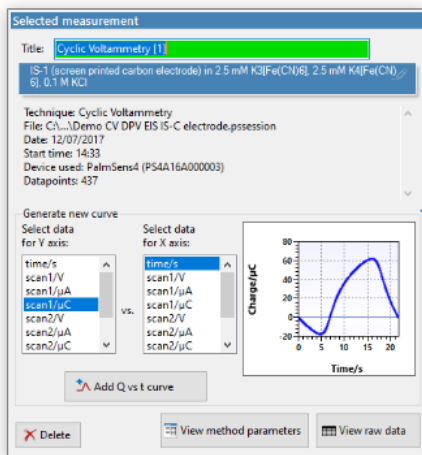 Selected measurement
Title: Cyclic Voltammetry [1]
IS-1 (screen printed carbon electrode) in 2.5 mM K3[Fe(CN)6], 2.5 mM K4[Fe(CN)
6], 0.1 M KCl
Technique: Cyclic Voltammetry
File: C:\...\Demo CV DPV EIS IS-C electrode.pssession
Date: 12/07/2017
Start time: 14:33
Device used: PalmSens4 (PS4A16A000003)
Datapoints: 437
Generate new curve
Select data
for Y axis:
time/s
scan1/V
scan1/µA
scan1/µC
scan2/V
scan2/µA
scan2/µC
vs.
Select data
for X axis:
time/s
scan1/V
scan1/µA
scan1/µC
scan2/V
scan2/µA
scan2/µC
Charge/µC
80
60
40
20
0
-20
0 5 10 15 20
Time/s
Add Q vs t curve
Delete
View method parameters
View raw data